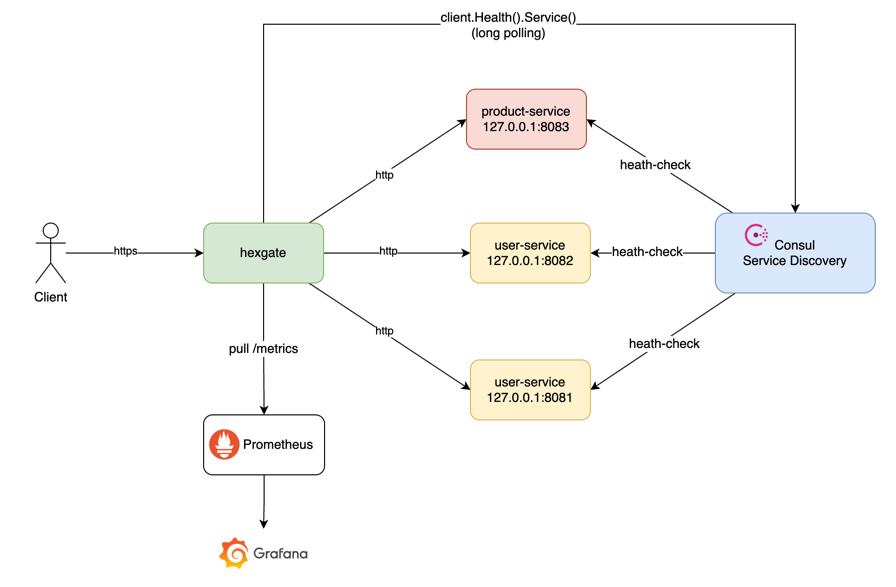 client.Health().Service()
(long polling)
product-service
127.0.0.1:8083
heath-check
http
Client
https
hexgate
http
user-service
127.0.0.1:8082
heath-check
Consul
Service Discovery
http
heath-check
pull /metrics
user-service
127.0.0.1:8081
Prometheus
Grafana